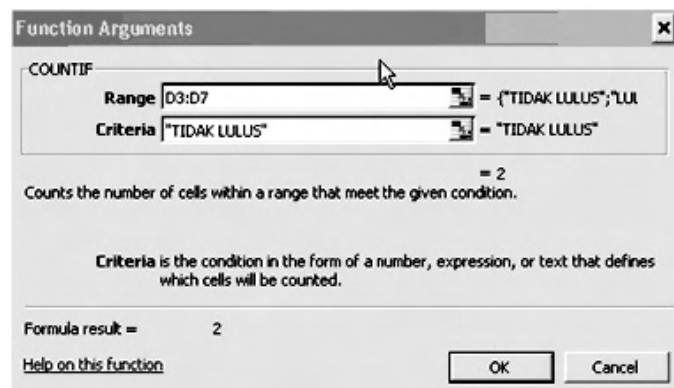 Function Arguments
COUNTIF
Range D3:D7 = {"TIDAK LULUS";"LUL
Criteria "TIDAK LULUS" = "TIDAK LULUS"
= 2
Counts the number of cells within a range that meet the given condition.
Criteria is the condition in the form of a number, expression, or text that defines
which cells will be counted.
Formula result = 2
Help on this function OK Cancel